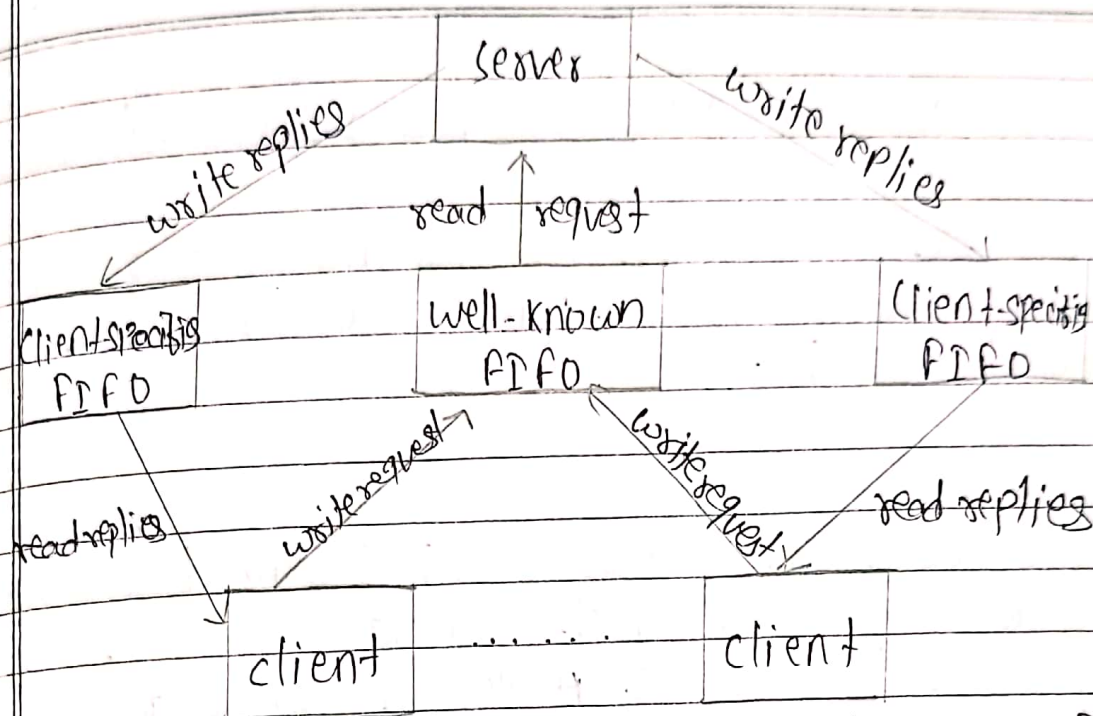 server
write replies
write replies
read request
client-specific
FIFO
well-known
FIFO
client-specific
FIFO
write request
write request
read replies
read replies
client
.......
client